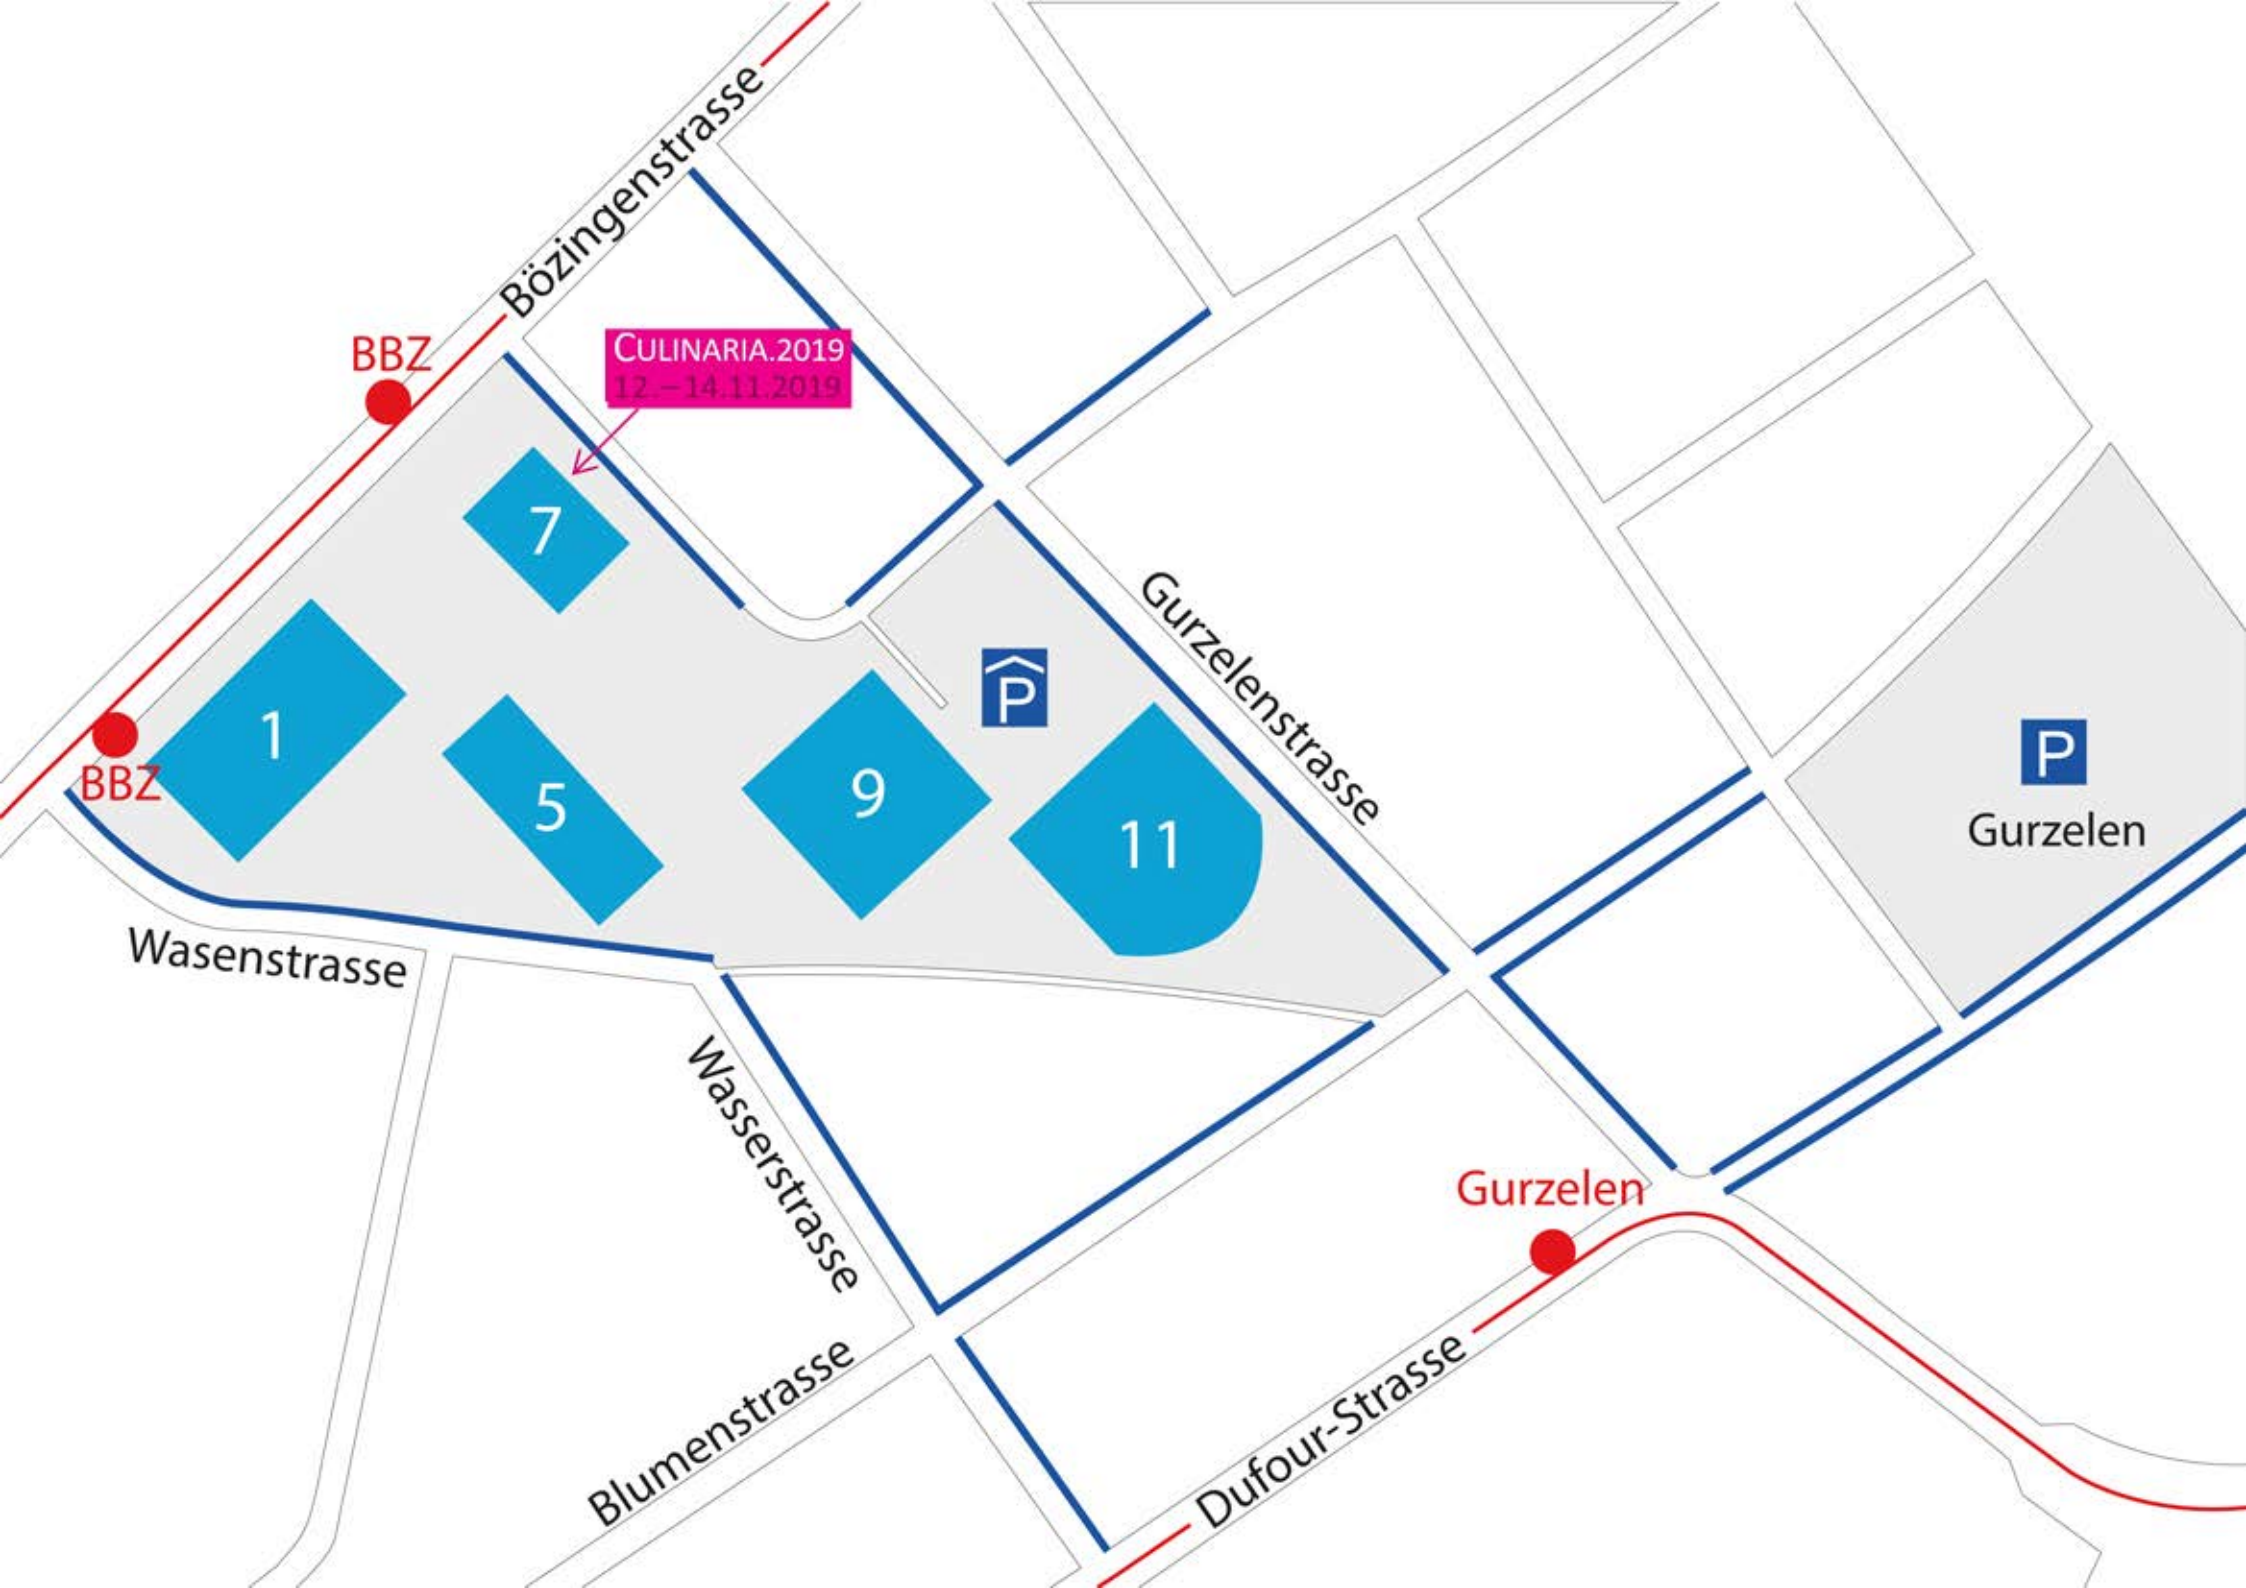 Bözingenstrasse
BBZ
CULINARIA.2019
12. – 14.11.2019
7
1
BBZ
5
9
11
P
Gurzelenstrasse
P
Gurzelen
Wasenstrasse
Wasserstrasse
Gurzelen
Blumenstrasse
Dufour-Strasse